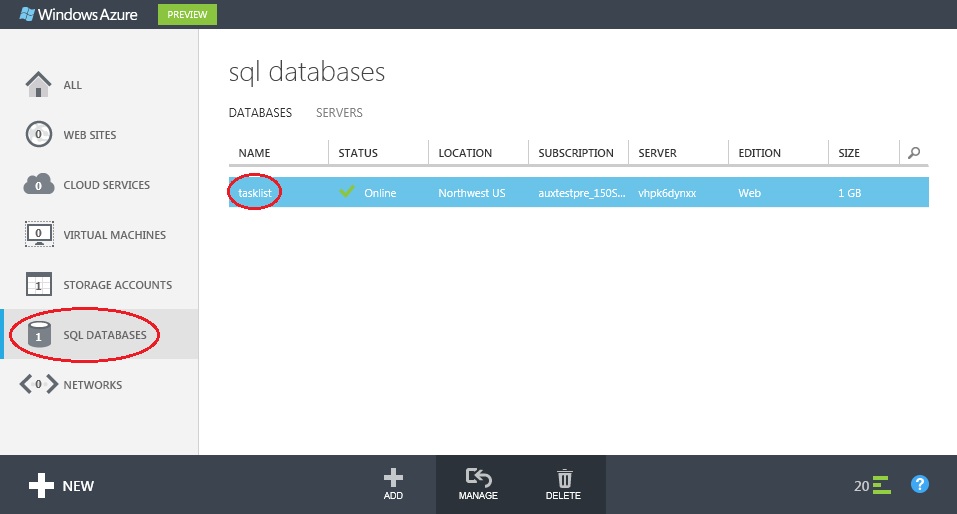 Windows Azure PREVIEW
ALL
0 WEB SITES
0 CLOUD SERVICES
0 VIRTUAL MACHINES
1 STORAGE ACCOUNTS
1 SQL DATABASES
0 NETWORKS
sql databases
DATABASES SERVERS
NAME STATUS LOCATION SUBSCRIPTION SERVER EDITION SIZE
tasklist Online Northwest US auxtestpre_150S... vhpk6dynxx Web 1 GB
NEW ADD MANAGE DELETE 20 ?